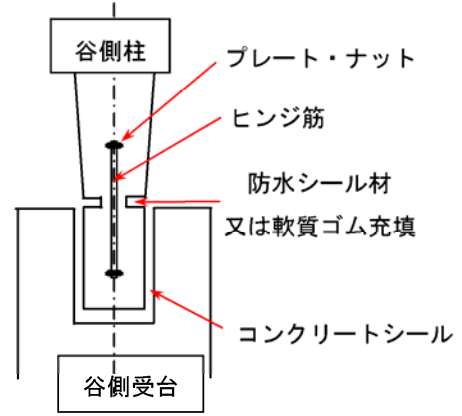 谷側柱
プレート・ナット
ヒンジ筋
防水シール材
又は軟質ゴム充填
コンクリートシール
谷側受台